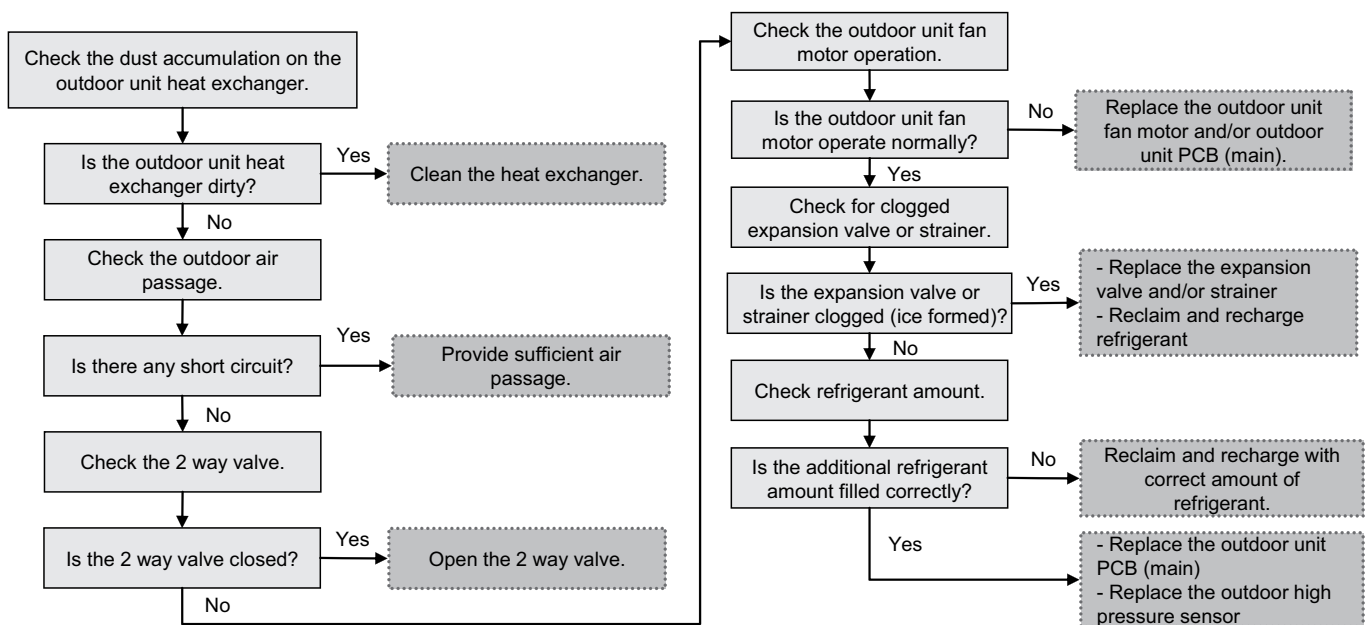 Check the dust accumulation on the
outdoor unit heat exchanger.
Is the outdoor unit heat
exchanger dirty?
Yes
Clean the heat exchanger.
No
Check the outdoor air
passage.
Is there any short circuit?
Yes
Provide sufficient air
passage.
No
Check the 2 way valve.
Is the 2 way valve closed?
Yes
Open the 2 way valve.
No
Check the outdoor unit fan
motor operation.
Is the outdoor unit fan
motor operate normally?
No
Replace the outdoor unit
fan motor and/or outdoor
unit PCB (main).
Yes
Check for clogged
expansion valve or strainer.
Is the expansion valve or
strainer clogged (ice formed)?
Yes
- Replace the expansion
valve and/or strainer
- Reclaim and recharge
refrigerant
No
Check refrigerant amount.
Is the additional refrigerant
amount filled correctly?
No
Reclaim and recharge with
correct amount of
refrigerant.
Yes
- Replace the outdoor unit
PCB (main)
- Replace the outdoor high
pressure sensor